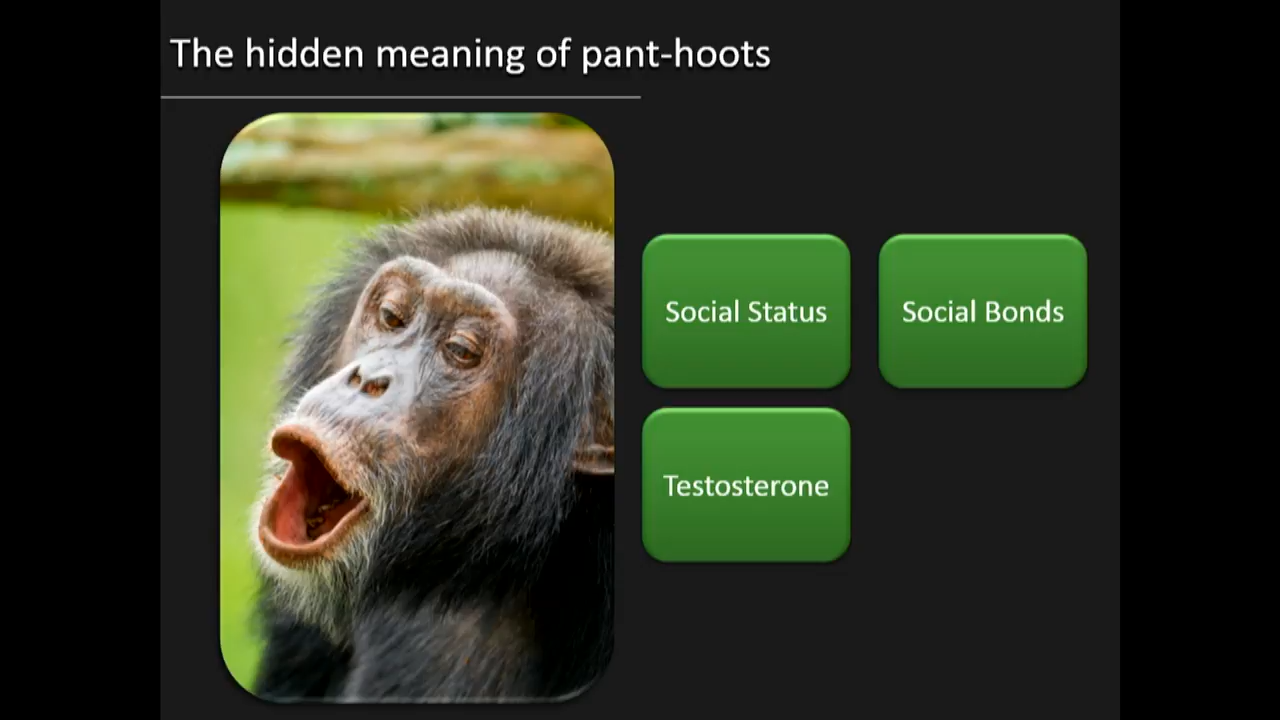 The hidden meaning of pant-hoots
Social Status
Social Bonds
Testosterone